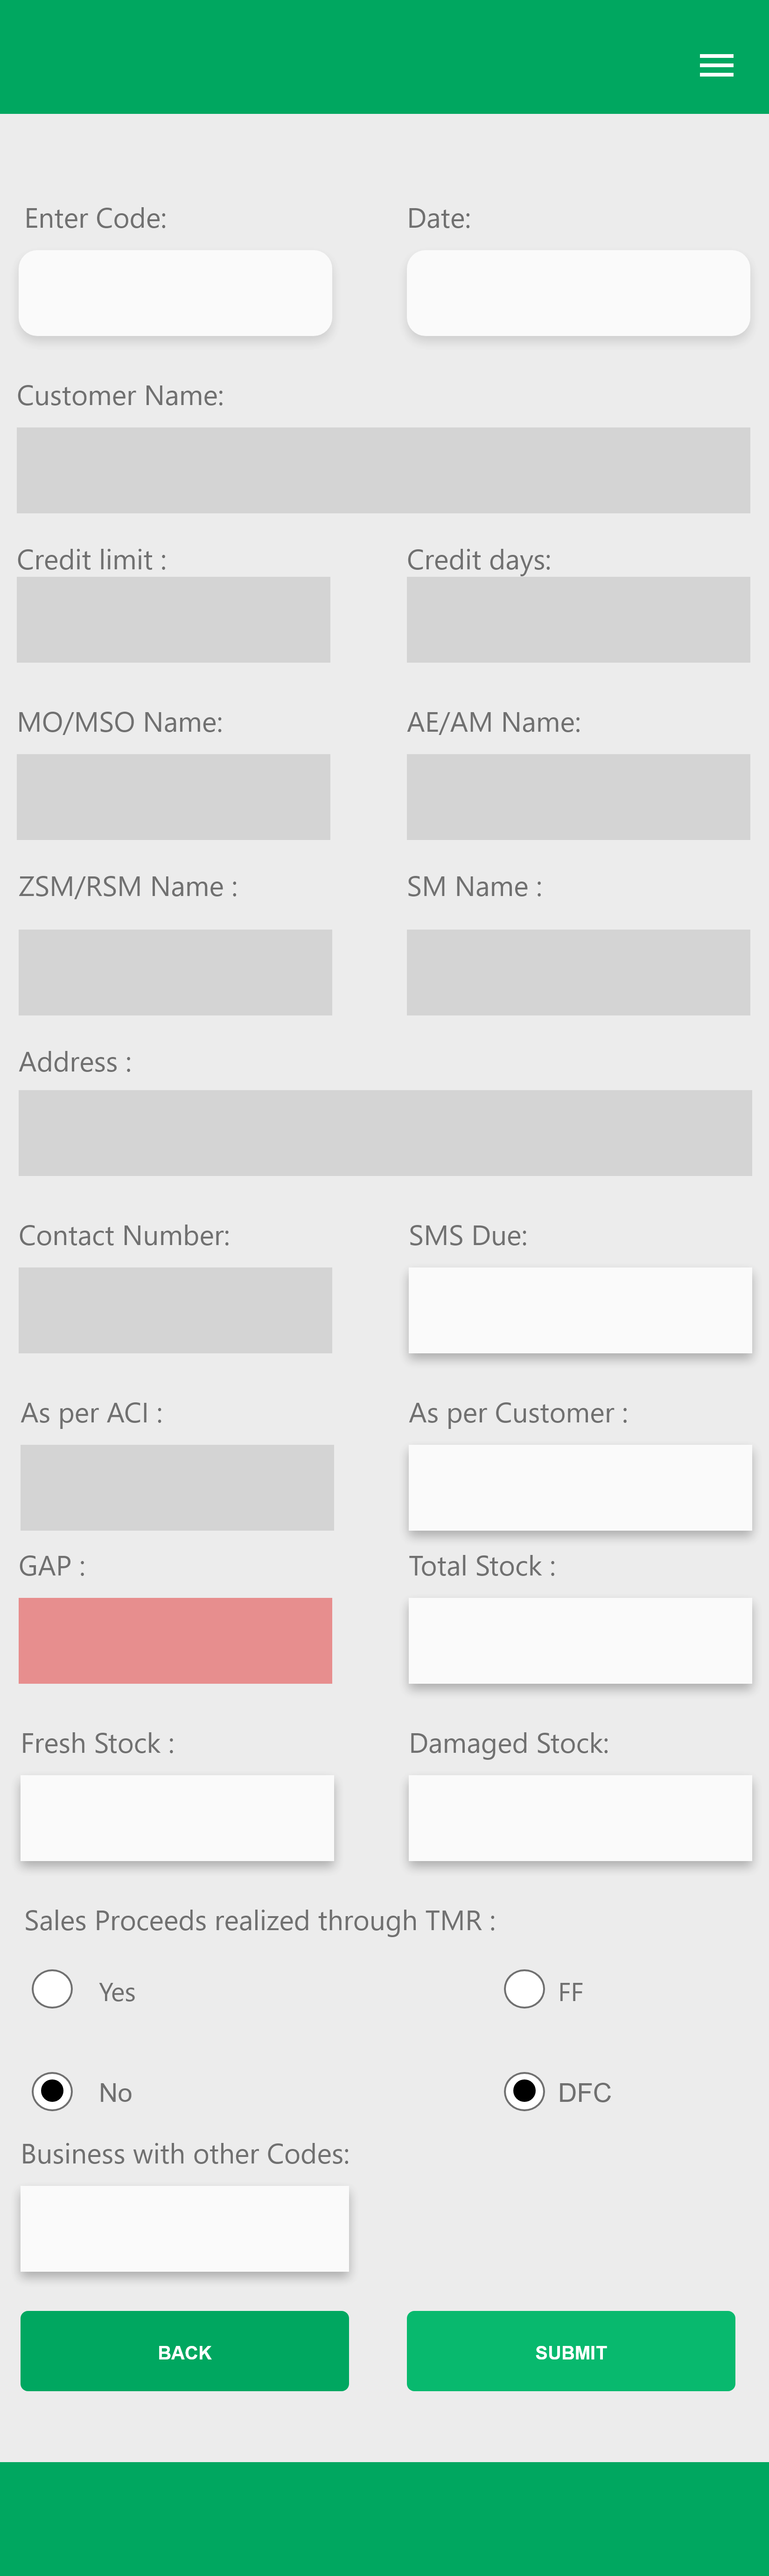 Enter Code:
Date:
Customer Name:
Credit limit :
Credit days:
MO/MSO Name:
AE/AM Name:
ZSM/RSM Name :
SM Name :
Address :
Contact Number:
SMS Due:
As per ACI :
As per Customer :
GAP :
Total Stock :
Fresh Stock :
Damaged Stock:
Sales Proceeds realized through TMR :
Yes
FF
No
DFC
Business with other Codes:
BACK
SUBMIT